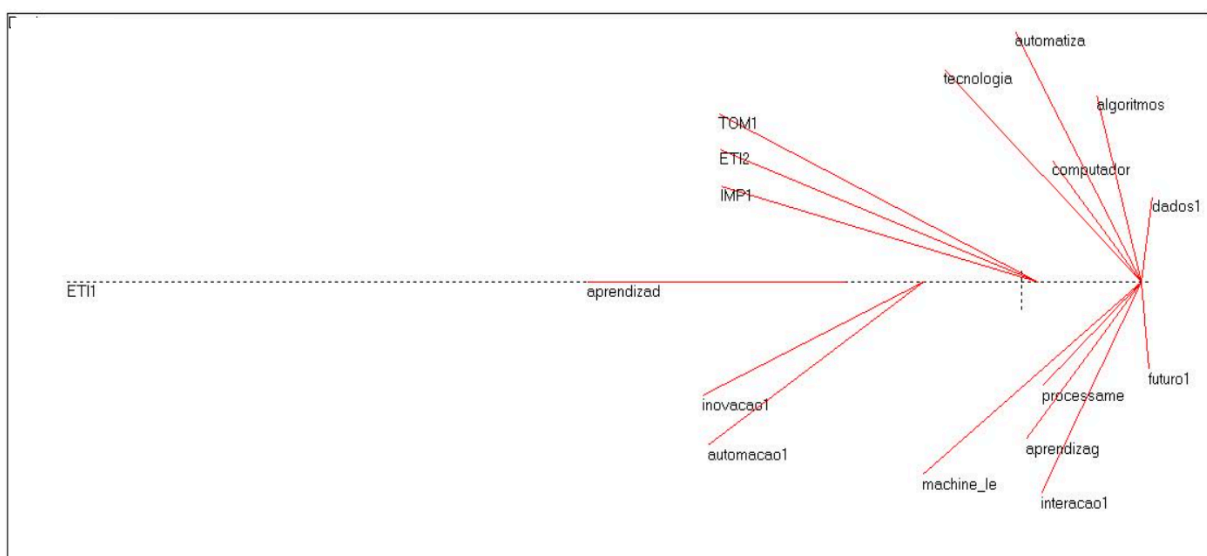 automatiza
tecnologia
algoritmos
TOM1
ETI2
computador
IMP1
dados1
ETI1
aprendizad
futuro1
processame
inovacao1
aprendizag
automacao1
machine_le
interacao1